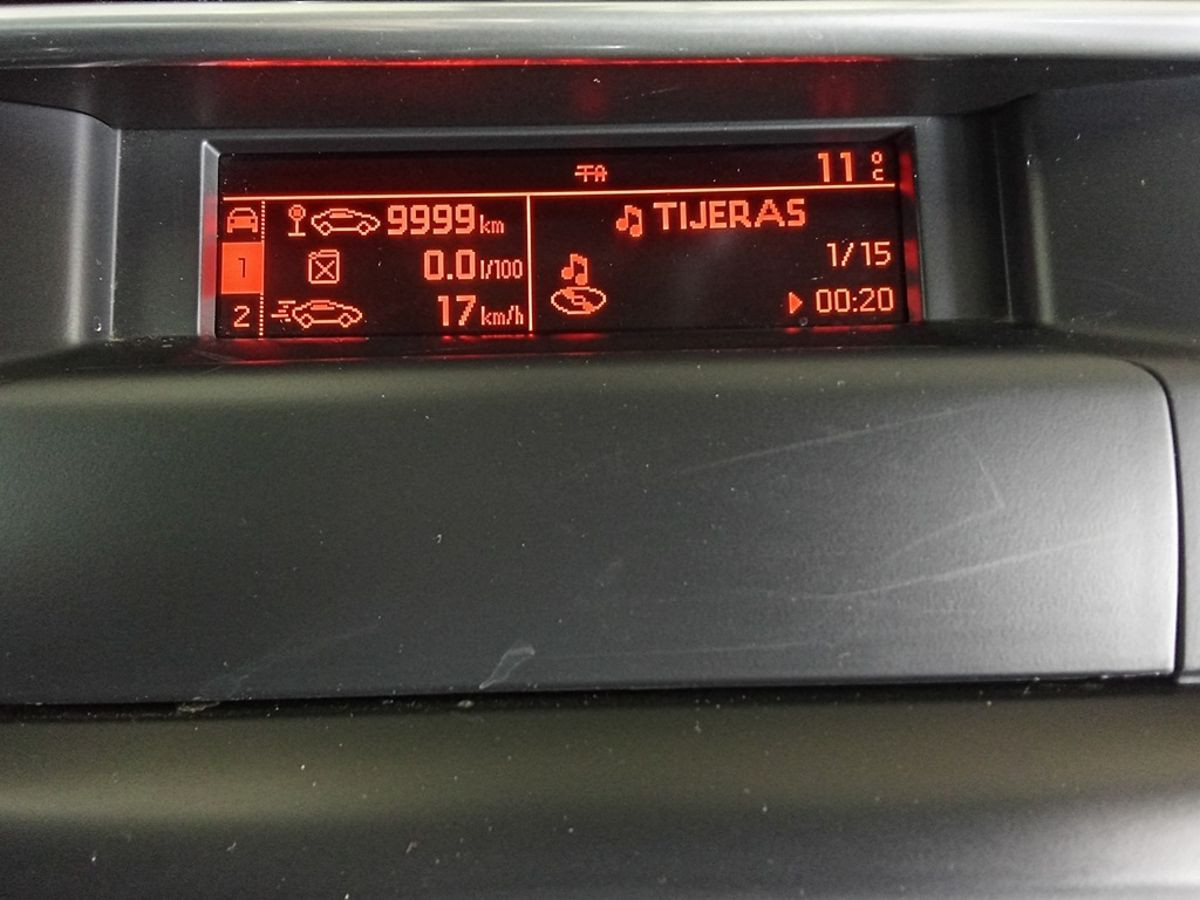 TA
11 °C
9999 km
1
0.0 l/100
2
17 km/h
TIJERAS
1/15
00:20